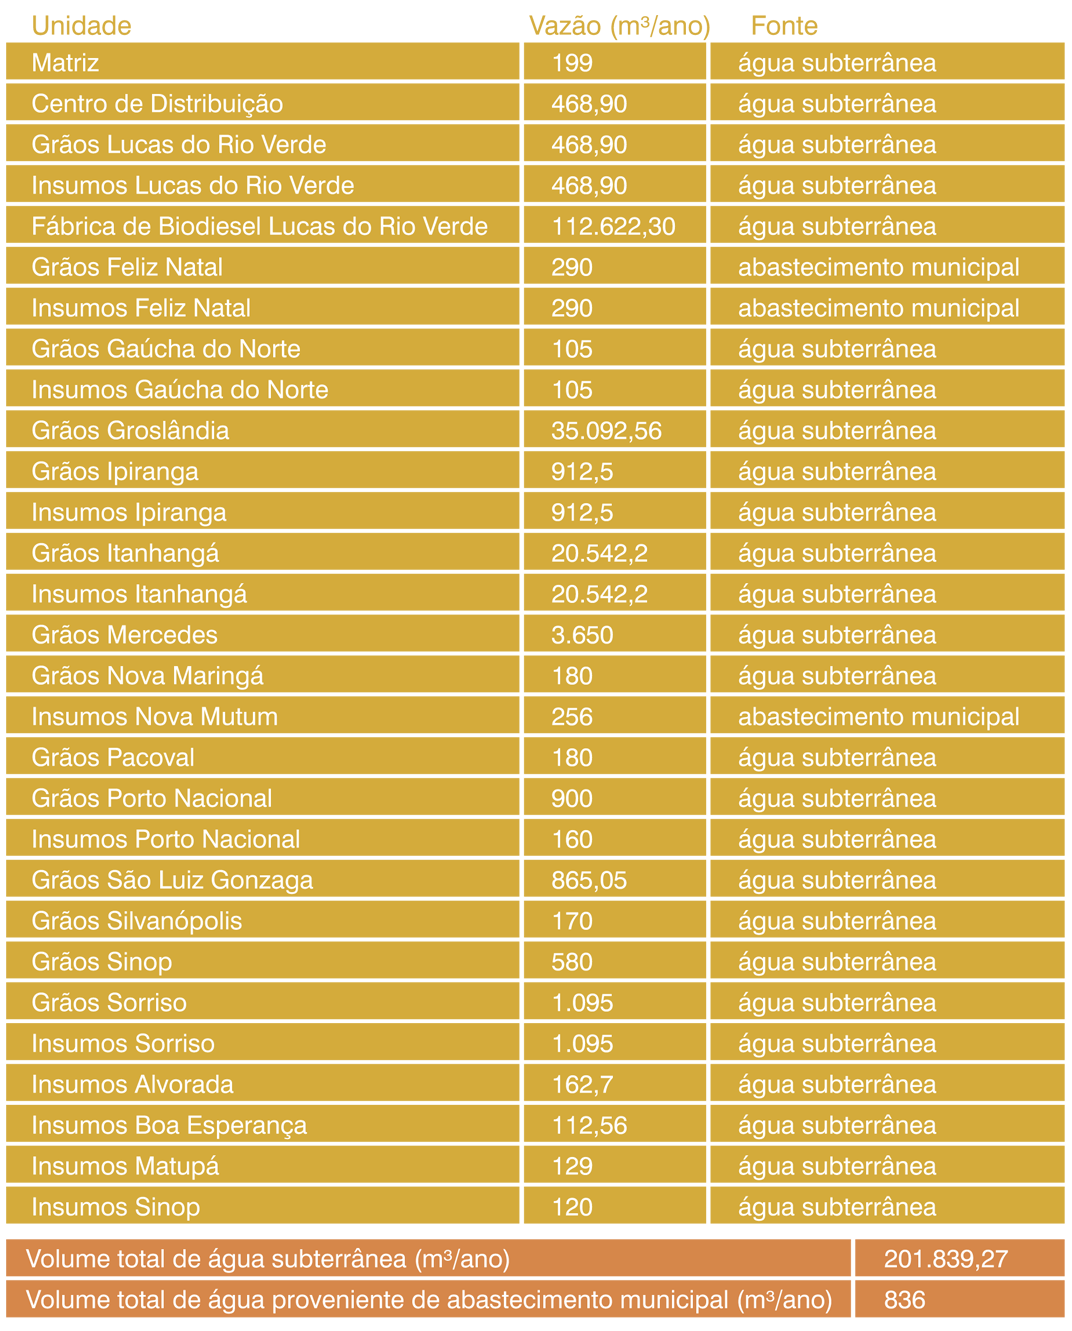 Unidade Vazão (m³/ano) Fonte
Matriz 199 água subterrânea
Centro de Distribuição 468,90 água subterrânea
Grãos Lucas do Rio Verde 468,90 água subterrânea
Insumos Lucas do Rio Verde 468,90 água subterrânea
Fábrica de Biodiesel Lucas do Rio Verde 112.622,30 água subterrânea
Grãos Feliz Natal 290 abastecimento municipal
Insumos Feliz Natal 290 abastecimento municipal
Grãos Gaúcha do Norte 105 água subterrânea
Insumos Gaúcha do Norte 105 água subterrânea
Grãos Groslândia 35.092,56 água subterrânea
Grãos Ipiranga 912,5 água subterrânea
Insumos Ipiranga 912,5 água subterrânea
Grãos Itanhangá 20.542,2 água subterrânea
Insumos Itanhangá 20.542,2 água subterrânea
Grãos Mercedes 3.650 água subterrânea
Grãos Nova Maringá 180 água subterrânea
Insumos Nova Mutum 256 abastecimento municipal
Grãos Pacoval 180 água subterrânea
Grãos Porto Nacional 900 água subterrânea
Insumos Porto Nacional 160 água subterrânea
Grãos São Luiz Gonzaga 865,05 água subterrânea
Grãos Silvanópolis 170 água subterrânea
Grãos Sinop 580 água subterrânea
Grãos Sorriso 1.095 água subterrânea
Insumos Sorriso 1.095 água subterrânea
Insumos Alvorada 162,7 água subterrânea
Insumos Boa Esperança 112,56 água subterrânea
Insumos Matupá 129 água subterrânea
Insumos Sinop 120 água subterrânea
Volume total de água subterrânea (m³/ano) 201.839,27
Volume total de água proveniente de abastecimento municipal (m³/ano) 836